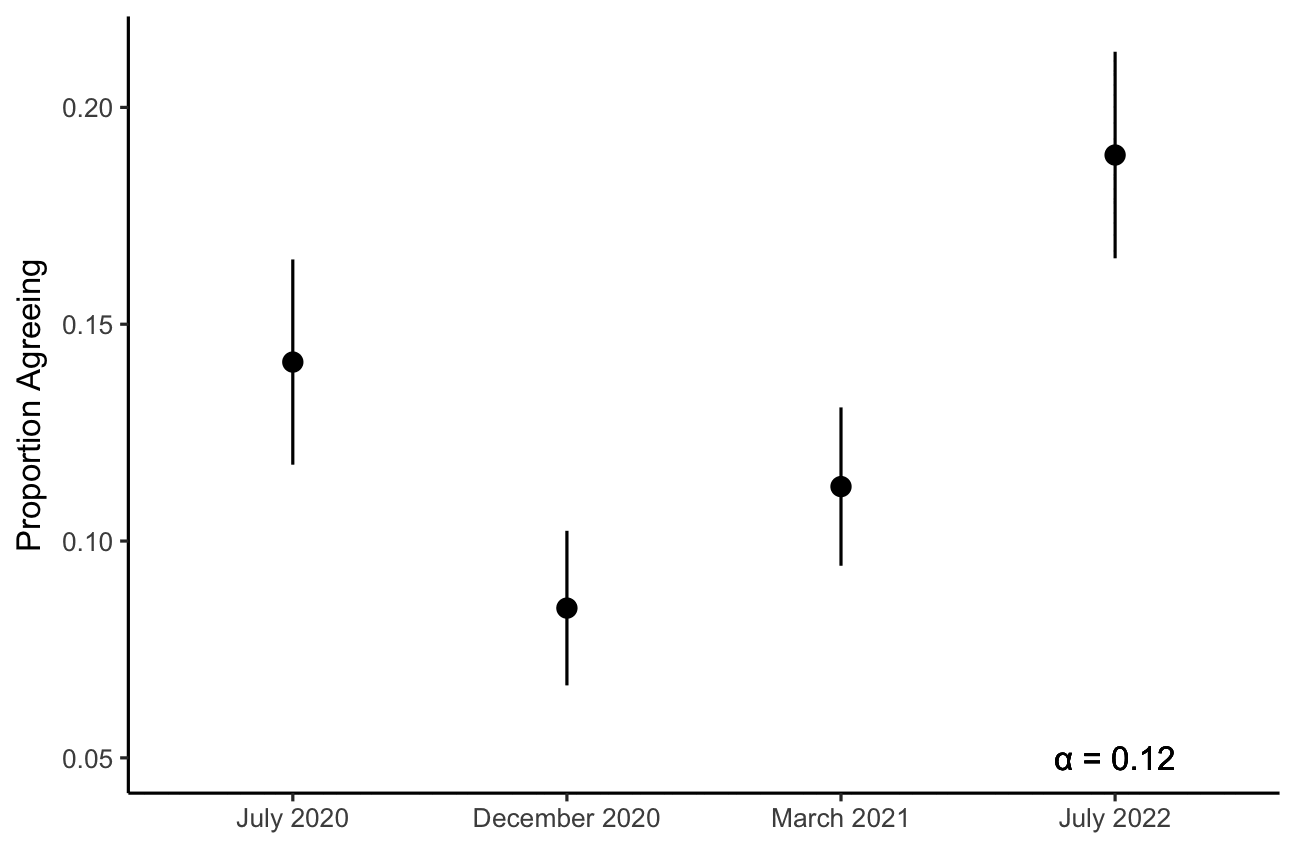 Proportion Agreeing
0.20
0.15
0.10
0.05
α = 0.12
July 2020
December 2020
March 2021
July 2022